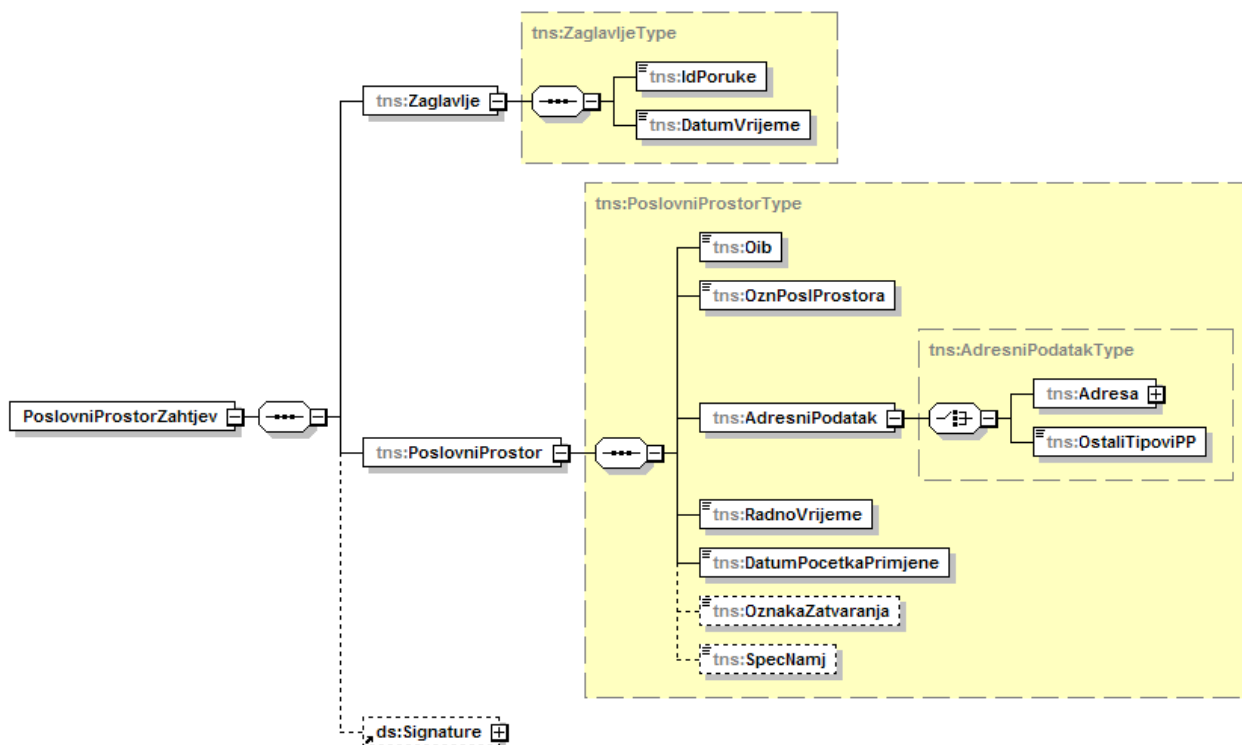 tns:ZaglavljeType
tns:IdPoruke
tns:Zaglavlje
tns:DatumVrijeme
tns:PoslovniProstorType
tns:Oib
tns:OznPoslProstora
tns:AdresniPodatakType
tns:Adresa
PoslovniProstorZahtjev
tns:AdresniPodatak
tns:OstaliTipoviPP
tns:PoslovniProstor
tns:RadnoVrijeme
tns:DatumPocetkaPrimjene
tns:OznakaZatvaranja
tns:SpecNamj
ds:Signature